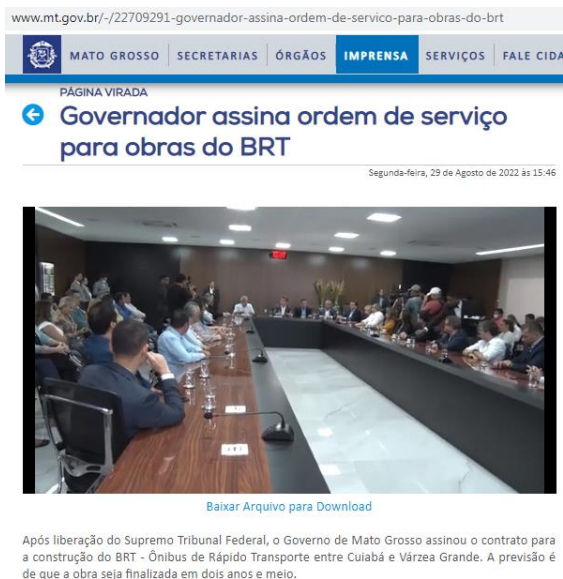 www.mt.gov.br/-/22709291-governador-assina-ordem-de-servico-para-obras-do-brt
MATO GROSSO SECRETARIAS ÓRGÃOS IMPRENSA SERVIÇOS FALE CIDA
PÁGINA VIRADA
Governador assina ordem de serviço
para obras do BRT
Segunda-feira, 29 de Agosto de 2022 às 15:46
Baixar Arquivo para Download
Após liberação do Supremo Tribunal Federal, o Governo de Mato Grosso assinou o contrato para
a construção do BRT - Ônibus de Rápido Transporte entre Cuiabá e Várzea Grande. A previsão é
de que a obra seja finalizada em dois anos e meio.